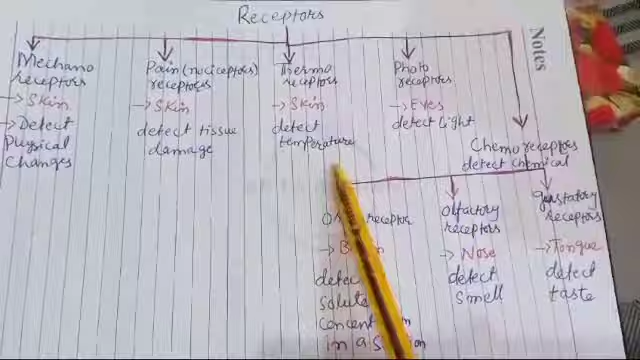 Receptors
Notes
Mechano
receptors
→ Skin
→ Detect
physical
Changes
Pain (nociceptors)
receptors
→ Skin
detect tissue
damage
Thermo
receptors
→ Skin
detect
temperature
Photo
receptors
→ Eyes
detect light
Chemo receptors
detect chemical
receptor
→
detec
solute
in a
Olfactory
receptors
→ Nose
detect
smell
gustatory
receptors
→ Tongue
detect
taste